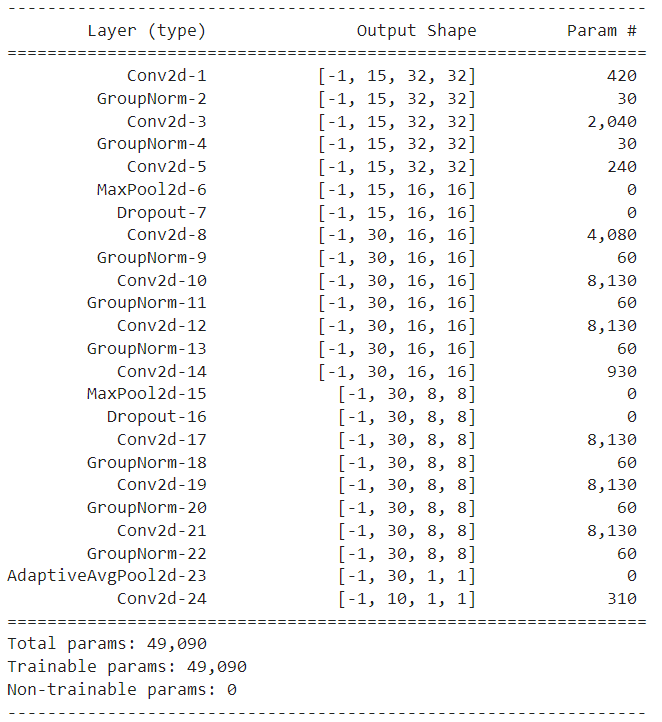 ----------------------------------------------------------------
        Layer (type)               Output Shape         Param #
================================================================
            Conv2d-1           [-1, 15, 32, 32]             420
         GroupNorm-2           [-1, 15, 32, 32]              30
            Conv2d-3           [-1, 15, 32, 32]           2,040
         GroupNorm-4           [-1, 15, 32, 32]              30
            Conv2d-5           [-1, 15, 32, 32]             240
         MaxPool2d-6           [-1, 15, 16, 16]               0
           Dropout-7           [-1, 15, 16, 16]               0
            Conv2d-8           [-1, 30, 16, 16]           4,080
         GroupNorm-9           [-1, 30, 16, 16]              60
           Conv2d-10           [-1, 30, 16, 16]           8,130
        GroupNorm-11           [-1, 30, 16, 16]              60
           Conv2d-12           [-1, 30, 16, 16]           8,130
        GroupNorm-13           [-1, 30, 16, 16]              60
           Conv2d-14           [-1, 30, 16, 16]             930
        MaxPool2d-15             [-1, 30, 8, 8]               0
          Dropout-16             [-1, 30, 8, 8]               0
           Conv2d-17             [-1, 30, 8, 8]           8,130
        GroupNorm-18             [-1, 30, 8, 8]              60
           Conv2d-19             [-1, 30, 8, 8]           8,130
        GroupNorm-20             [-1, 30, 8, 8]              60
           Conv2d-21             [-1, 30, 8, 8]           8,130
        GroupNorm-22             [-1, 30, 8, 8]              60
AdaptiveAvgPool2d-23             [-1, 30, 1, 1]               0
           Conv2d-24             [-1, 10, 1, 1]             310
================================================================
Total params: 49,090
Trainable params: 49,090
Non-trainable params: 0
----------------------------------------------------------------